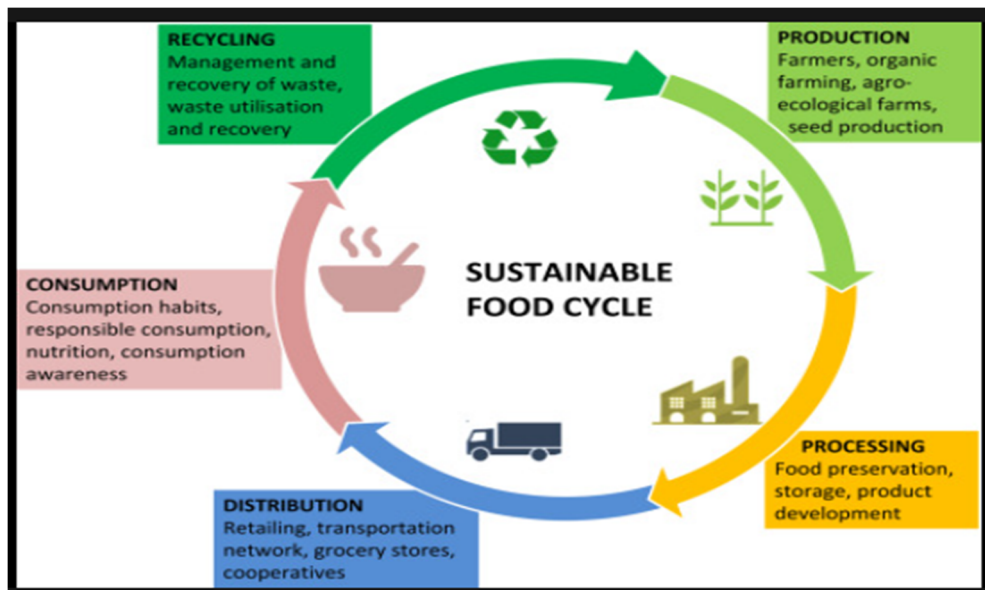 RECYCLING
Management and
recovery of waste,
waste utilisation
and recovery
PRODUCTION
Farmers, organic
farming, agro-
ecological farms,
seed production
SUSTAINABLE
FOOD CYCLE
CONSUMPTION
Consumption habits,
responsible consumption,
nutrition, consumption
awareness
PROCESSING
Food preservation,
storage, product
development
DISTRIBUTION
Retailing, transportation
network, grocery stores,
cooperatives